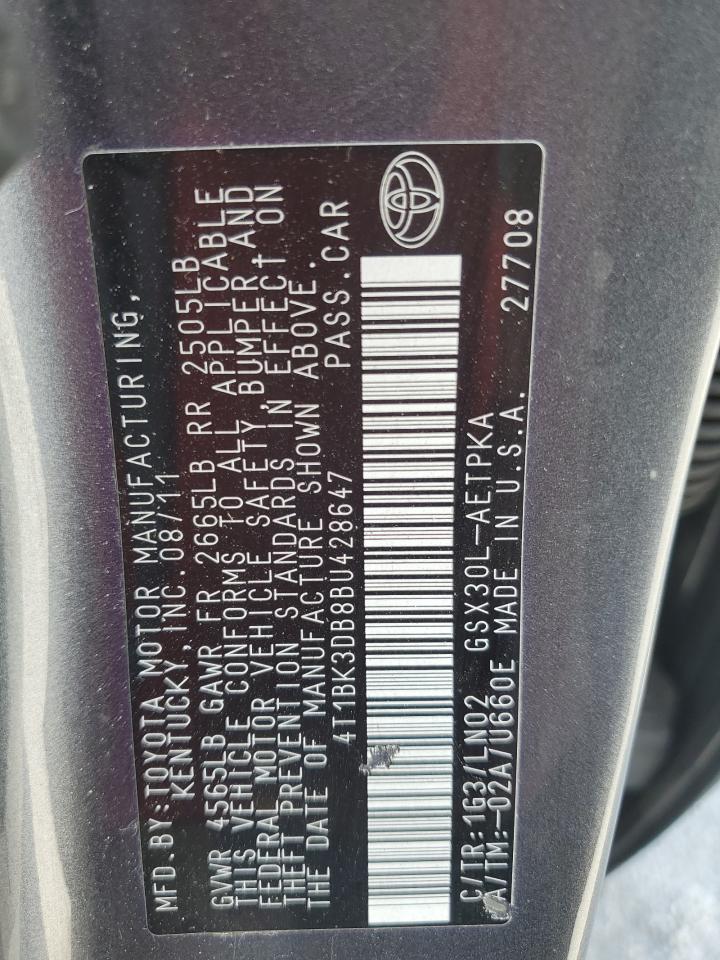 MFD.BY:TOYOTA MOTOR MANUFACTURING,
KENTUCKY, INC.08/11
GVWR 4565LB GAWR FR 2665LB RR 2505LB
THIS VEHICLE CONFORMS TO ALL APPLICABLE
FEDERAL MOTOR VEHICLE SAFETY, BUMPER, AND
THEFT PREVENTION STANDARDS IN EFFECT ON
THE DATE OF MANUFACTURE SHOWN ABOVE.
4T1BK3DB8BU428647 PASS.CAR
C/TR:1G3/LN02 GSX30L-AETPKA
A/TM:-02A/U660E MADE IN U.S.A. 27708